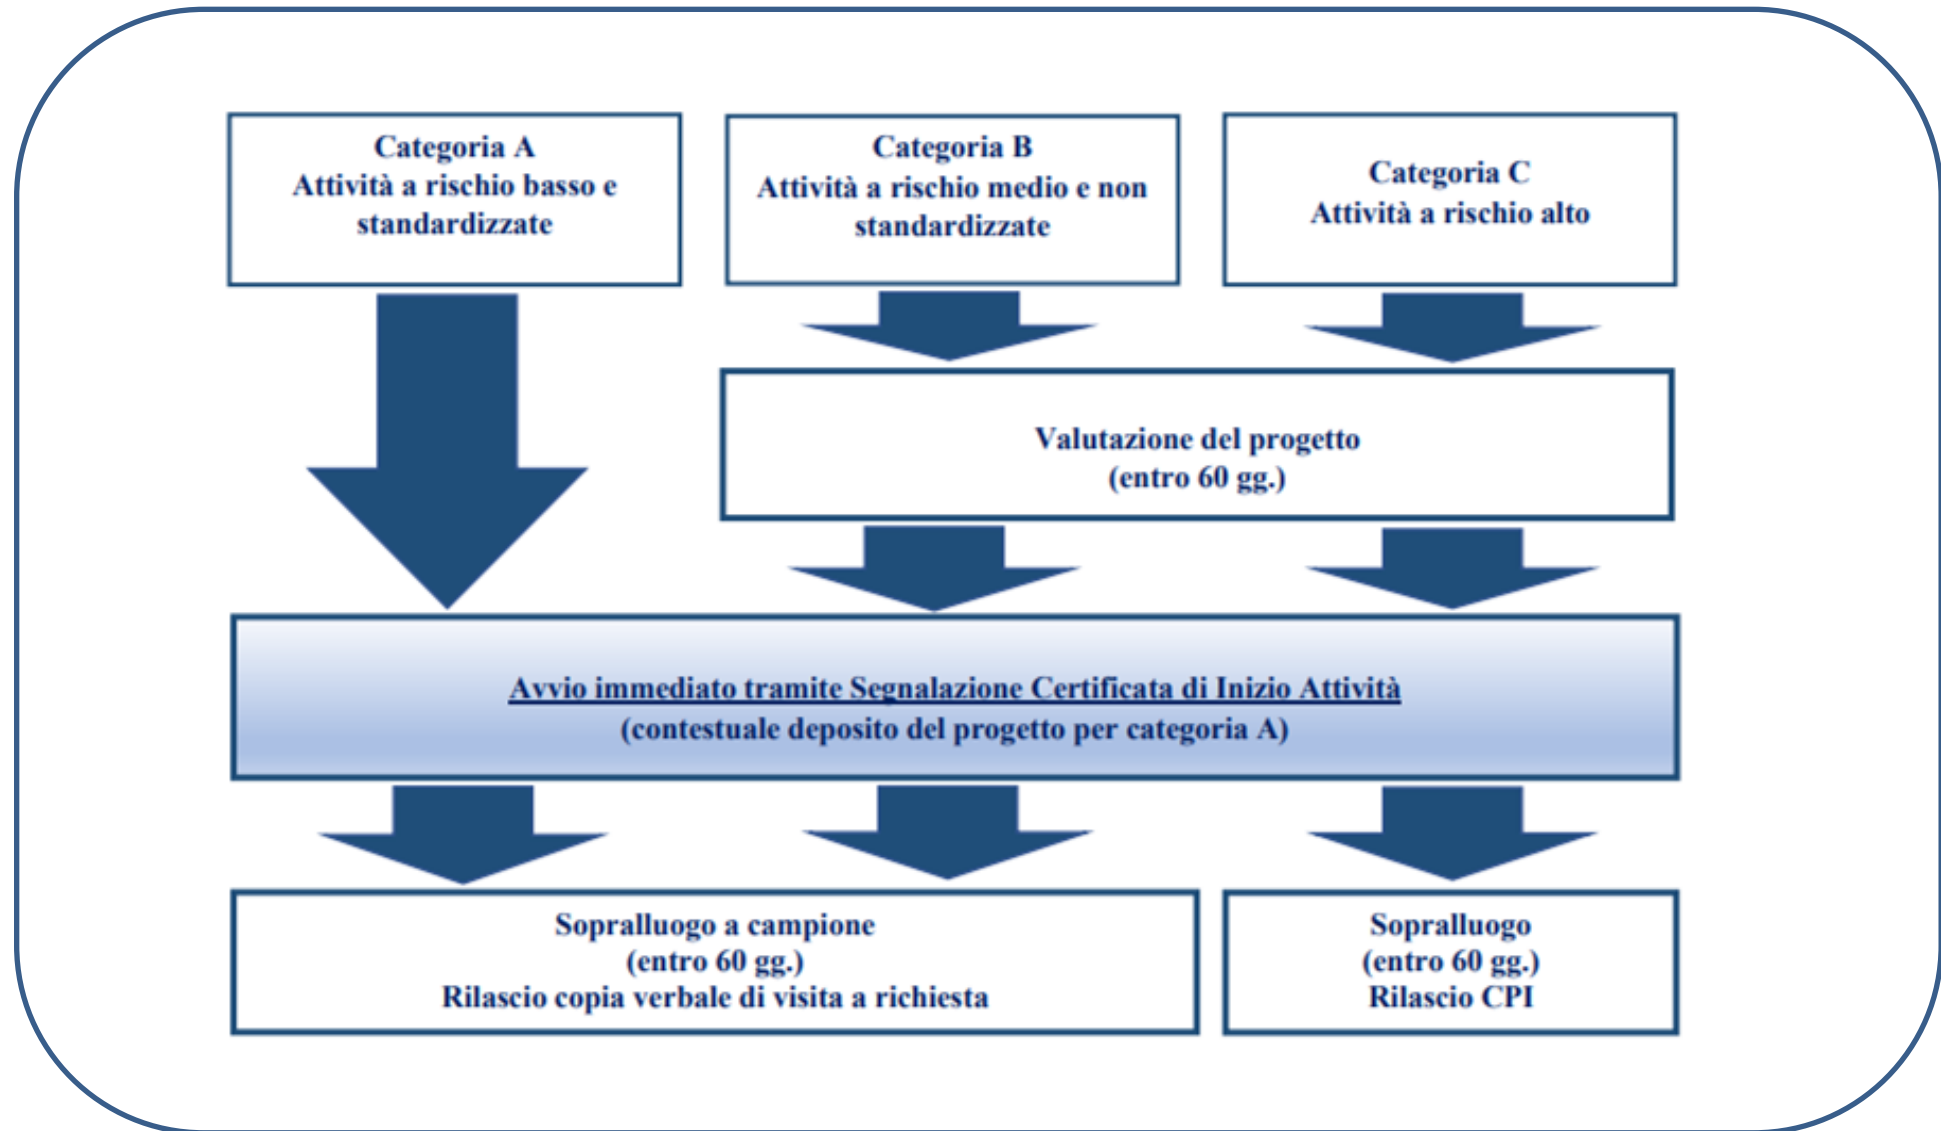 Categoria A
Attività a rischio basso e
standardizzate
Categoria B
Attività a rischio medio e non
standardizzate
Categoria C
Attività a rischio alto
Valutazione del progetto
(entro 60 gg.)
Avvio immediato tramite Segnalazione Certificata di Inizio Attività
(contestuale deposito del progetto per categoria A)
Sopralluogo a campione
(entro 60 gg.)
Rilascio copia verbale di visita a richiesta
Sopralluogo
(entro 60 gg.)
Rilascio CPI